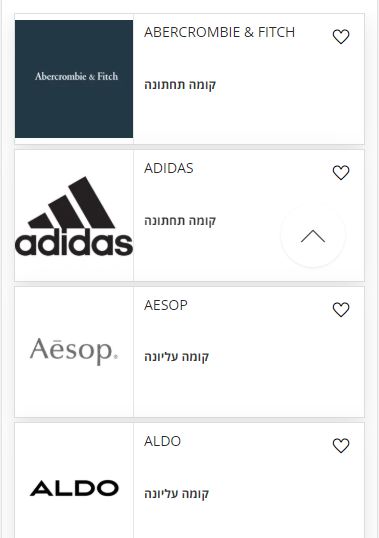 Abercrombie & Fitch
ABERCROMBIE & FITCH
קומה תחתונה
adidas
ADIDAS
קומה תחתונה
Aēsop.
AESOP
קומה עליונה
ALDO
ALDO
קומה עליונה